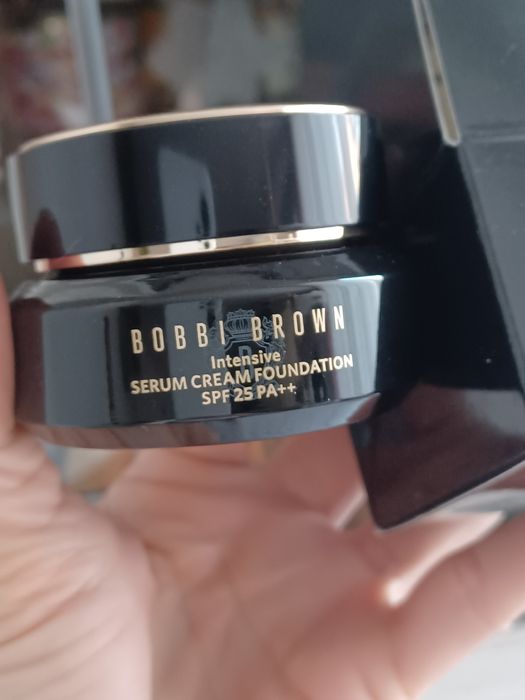 BOBBI BROWN
Intensive
SERUM CREAM FOUNDATION
SPF 25 PA++